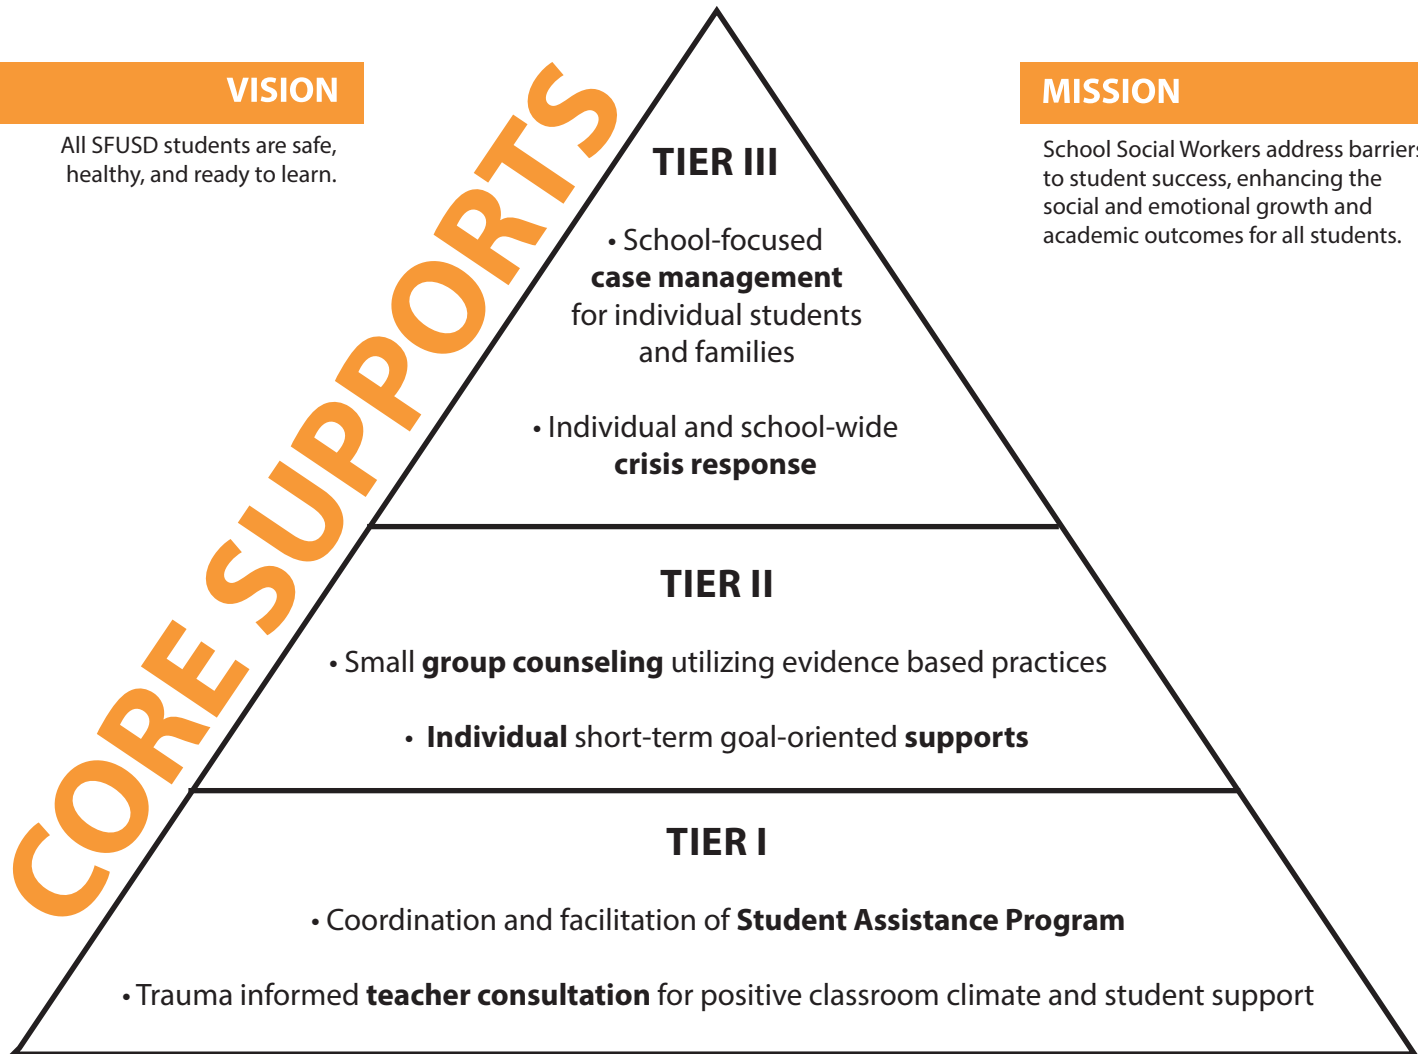 VISION
All SFUSD students are safe,
healthy, and ready to learn.
MISSION
School Social Workers address barriers
to student success, enhancing the
social and emotional growth and
academic outcomes for all students.
CORE SUPPORTS
TIER III
• School-focused
case management
for individual students
and families
• Individual and school-wide
crisis response
TIER II
• Small group counseling utilizing evidence based practices
• Individual short-term goal-oriented supports
TIER I
• Coordination and facilitation of Student Assistance Program
• Trauma informed teacher consultation for positive classroom climate and student support